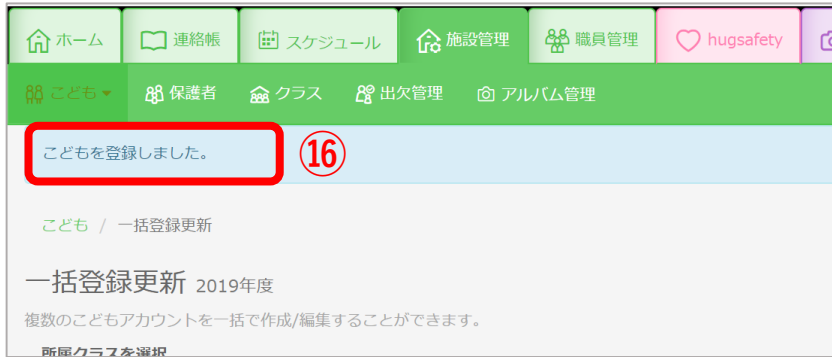 ホーム 連絡帳 スケジュール 施設管理 職員管理 hugsafety
こども 保護者 クラス 出欠管理 アルバム管理
こどもを登録しました。 ⑯
こども / 一括登録更新
一括登録更新 2019年度
複数のこどもアカウントを一括で作成/編集することができます。
所属クラスを選択